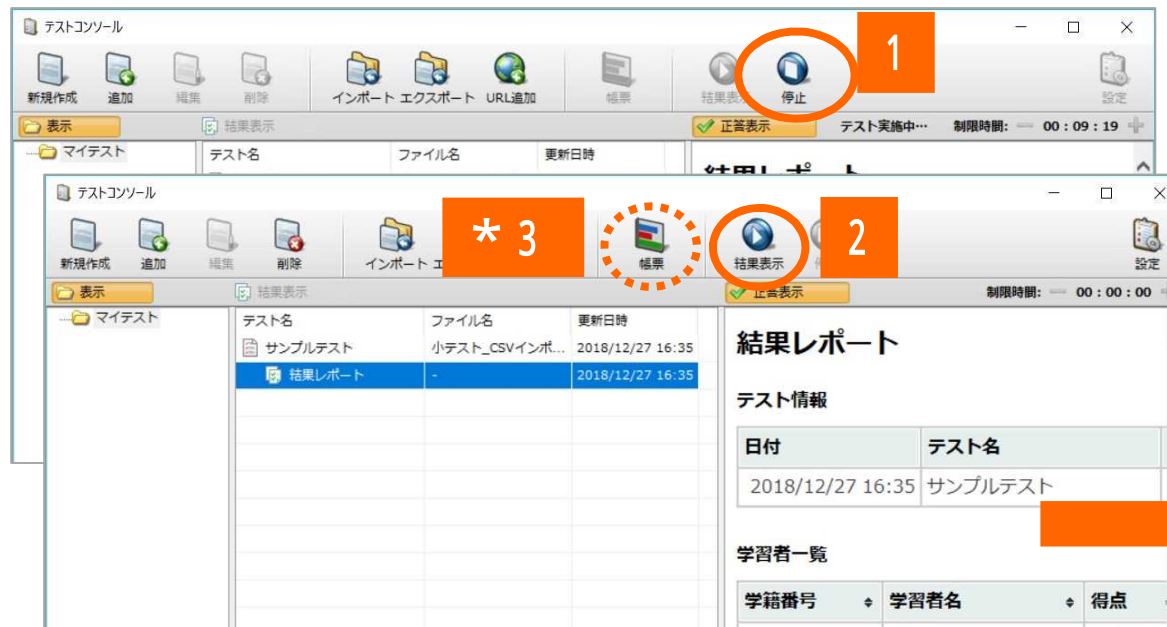 テストコンソール
1
新規作成 追加 編集 削除 インポート エクスポート URL追加 帳票 結果表示 停止 設定
表示 結果表示 正答表示 テスト実施中… 制限時間: 00:09:19
マイテスト テスト名 ファイル名 更新日時
結果レポート
テストコンソール
*3 2
新規作成 追加 編集 削除 インポート エ 帳票 結果表示 設定
表示 結果表示 正答表示 制限時間: 00:00:00
マイテスト テスト名 ファイル名 更新日時
サンプルテスト 小テスト_CSVインポ... 2018/12/27 16:35
結果レポート - 2018/12/27 16:35
結果レポート
テスト情報
日付 テスト名
2018/12/27 16:35 サンプルテスト
学習者一覧
学籍番号 学習者名 得点